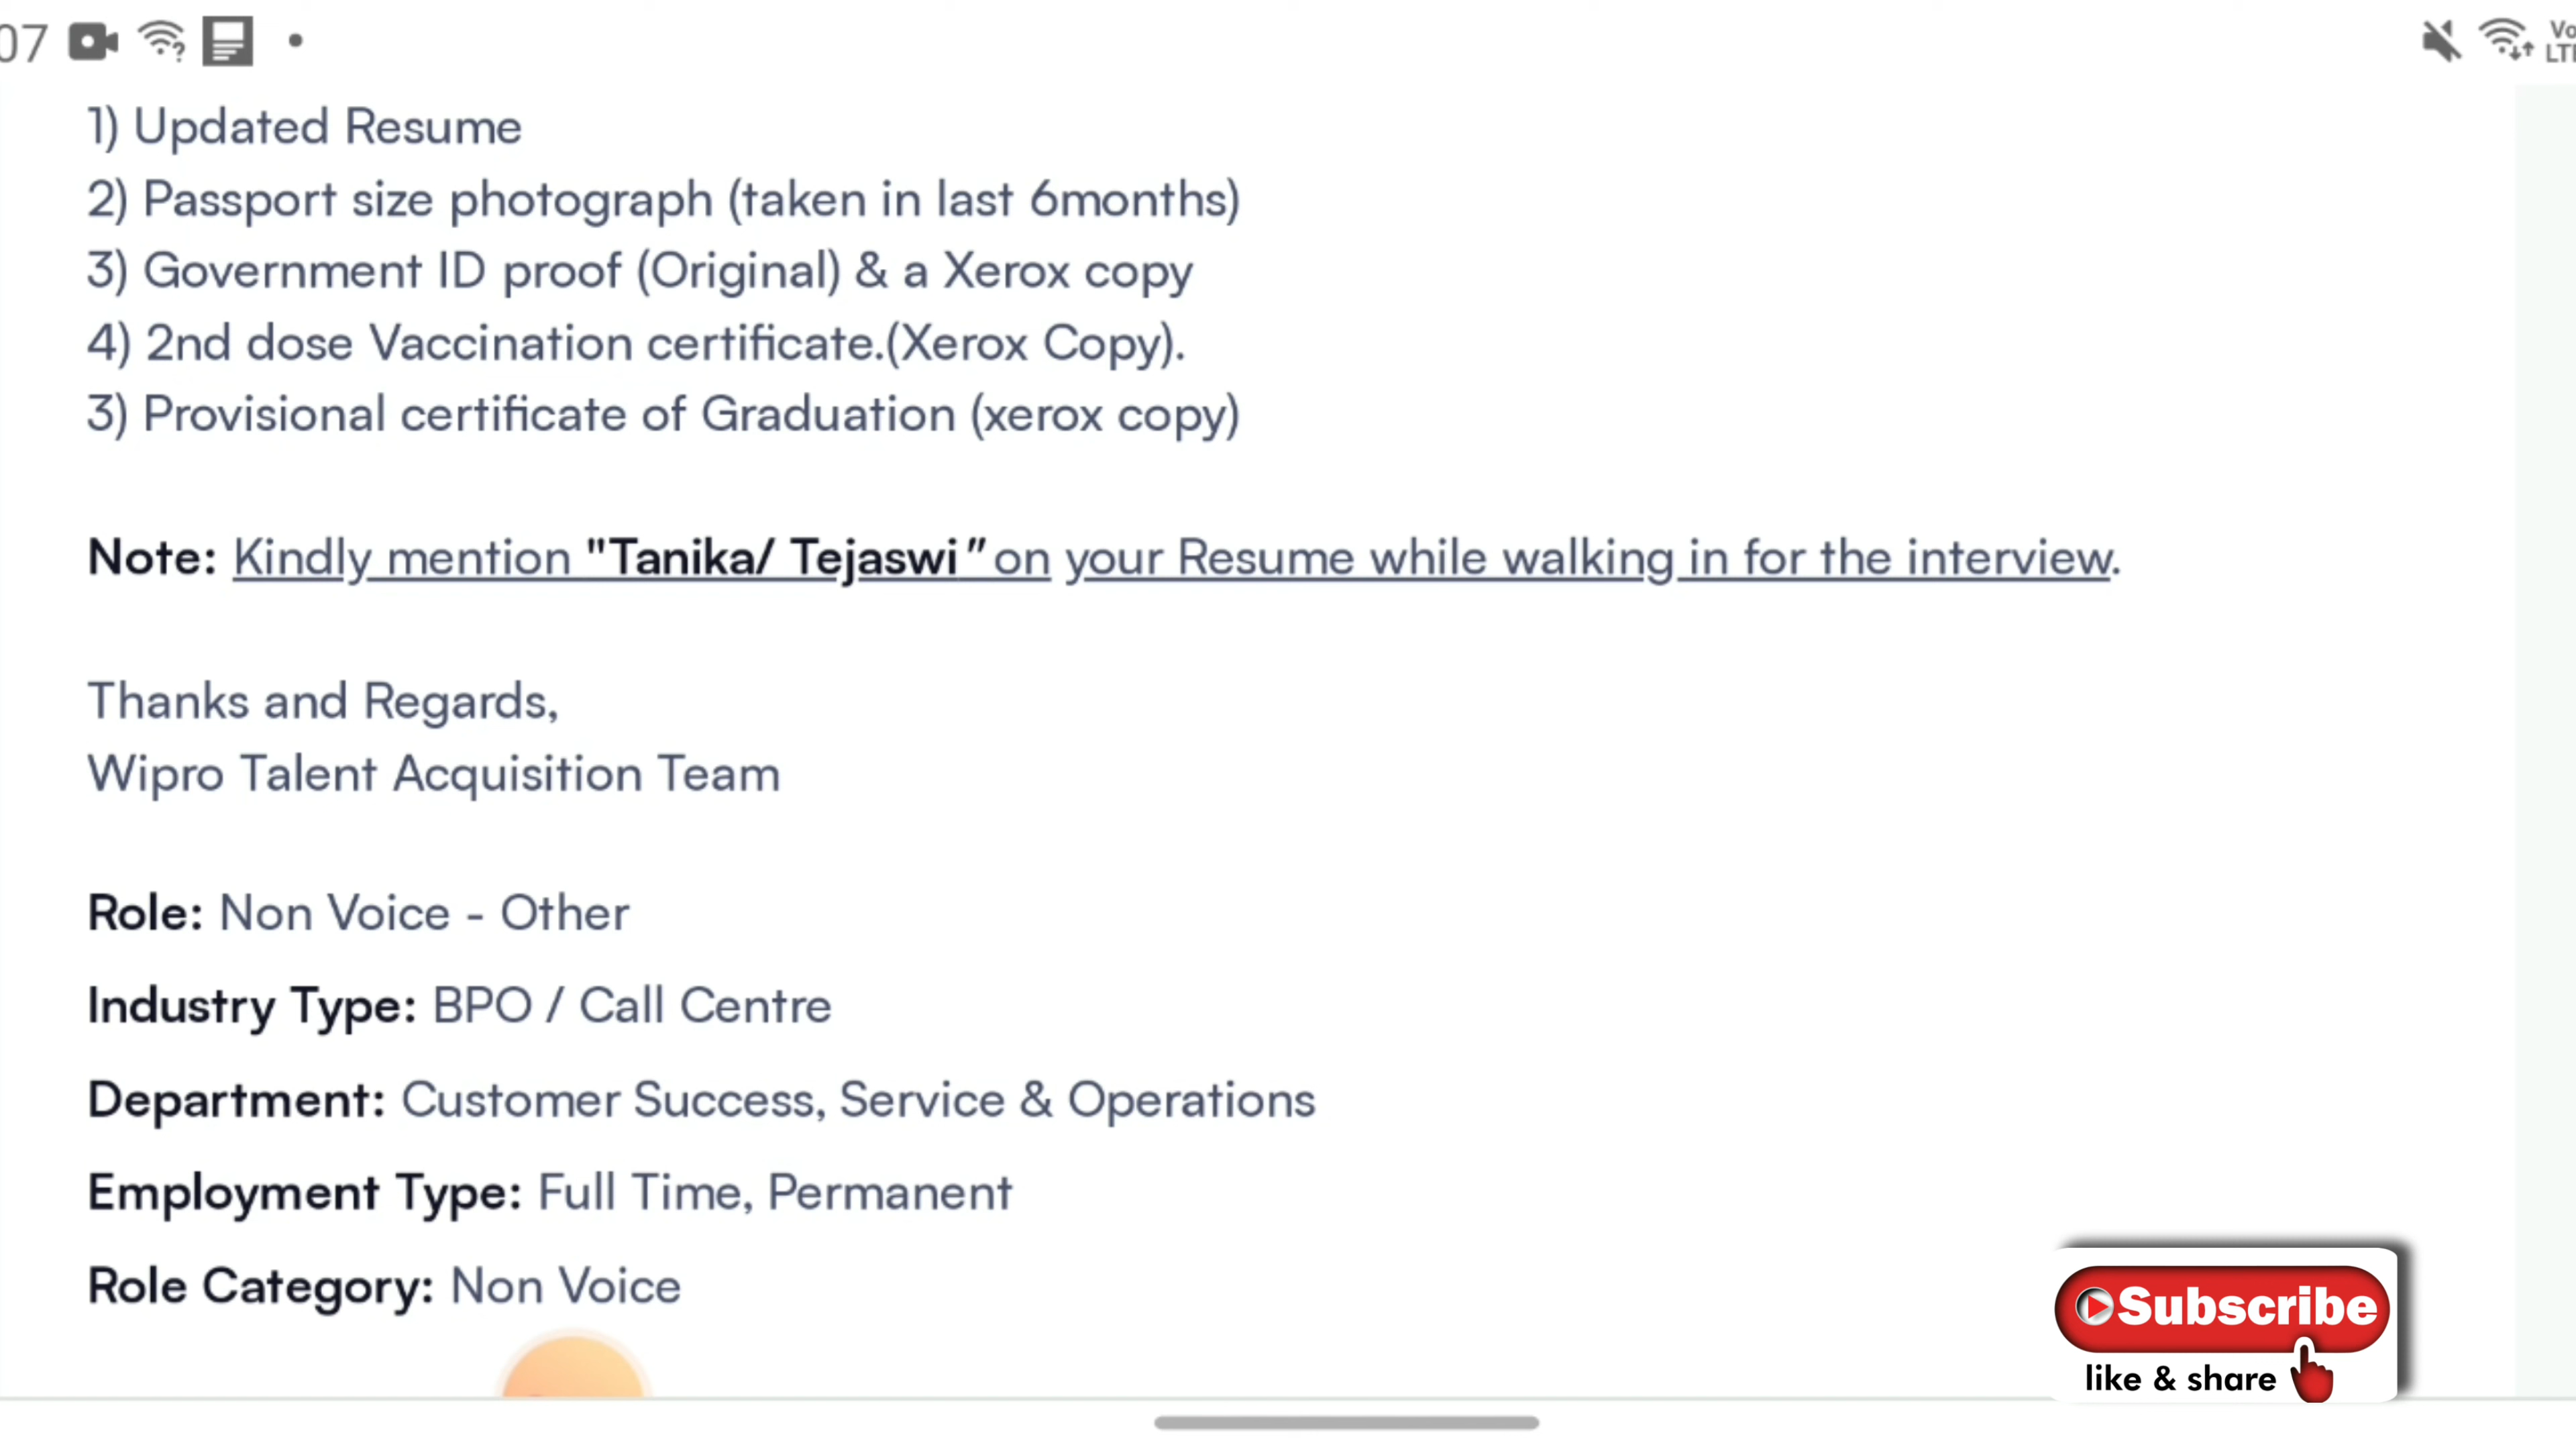 07
Vo
LTE
1) Updated Resume
2) Passport size photograph (taken in last 6months)
3) Government ID proof (Original) & a Xerox copy
4) 2nd dose Vaccination certificate.(Xerox Copy).
3) Provisional certificate of Graduation (xerox copy)
Note: Kindly mention "Tanika/ Tejaswi" on your Resume while walking in for the interview.
Thanks and Regards,
Wipro Talent Acquisition Team
Role: Non Voice - Other
Industry Type: BPO / Call Centre
Department: Customer Success, Service & Operations
Employment Type: Full Time, Permanent
Role Category: Non Voice
Subscribe
like & share